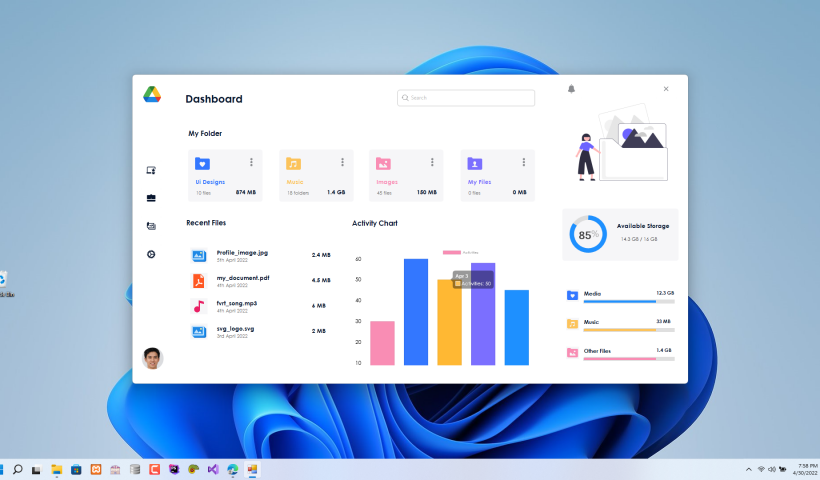 Dashboard
Search
My Folder
UI Designs
10 files
874 MB
Music
18 folders
1.4 GB
Images
45 files
150 MB
My Files
0 files
0 MB
Recent Files
Profile_image.jpg
5th April 2022
2.4 MB
my_document.pdf
4th April 2022
4.5 MB
fvrt_song.mp3
4th April 2022
6 MB
svg_logo.svg
3rd April 2022
2 MB
Activity Chart
Activities
60
50
40
30
20
10
Apr 3
Activities: 50
85%
Available Storage
14.5 GB / 16 GB
Media
12.3 GB
Music
33 MB
Other Files
1.4 GB
7:58 PM
4/30/2022